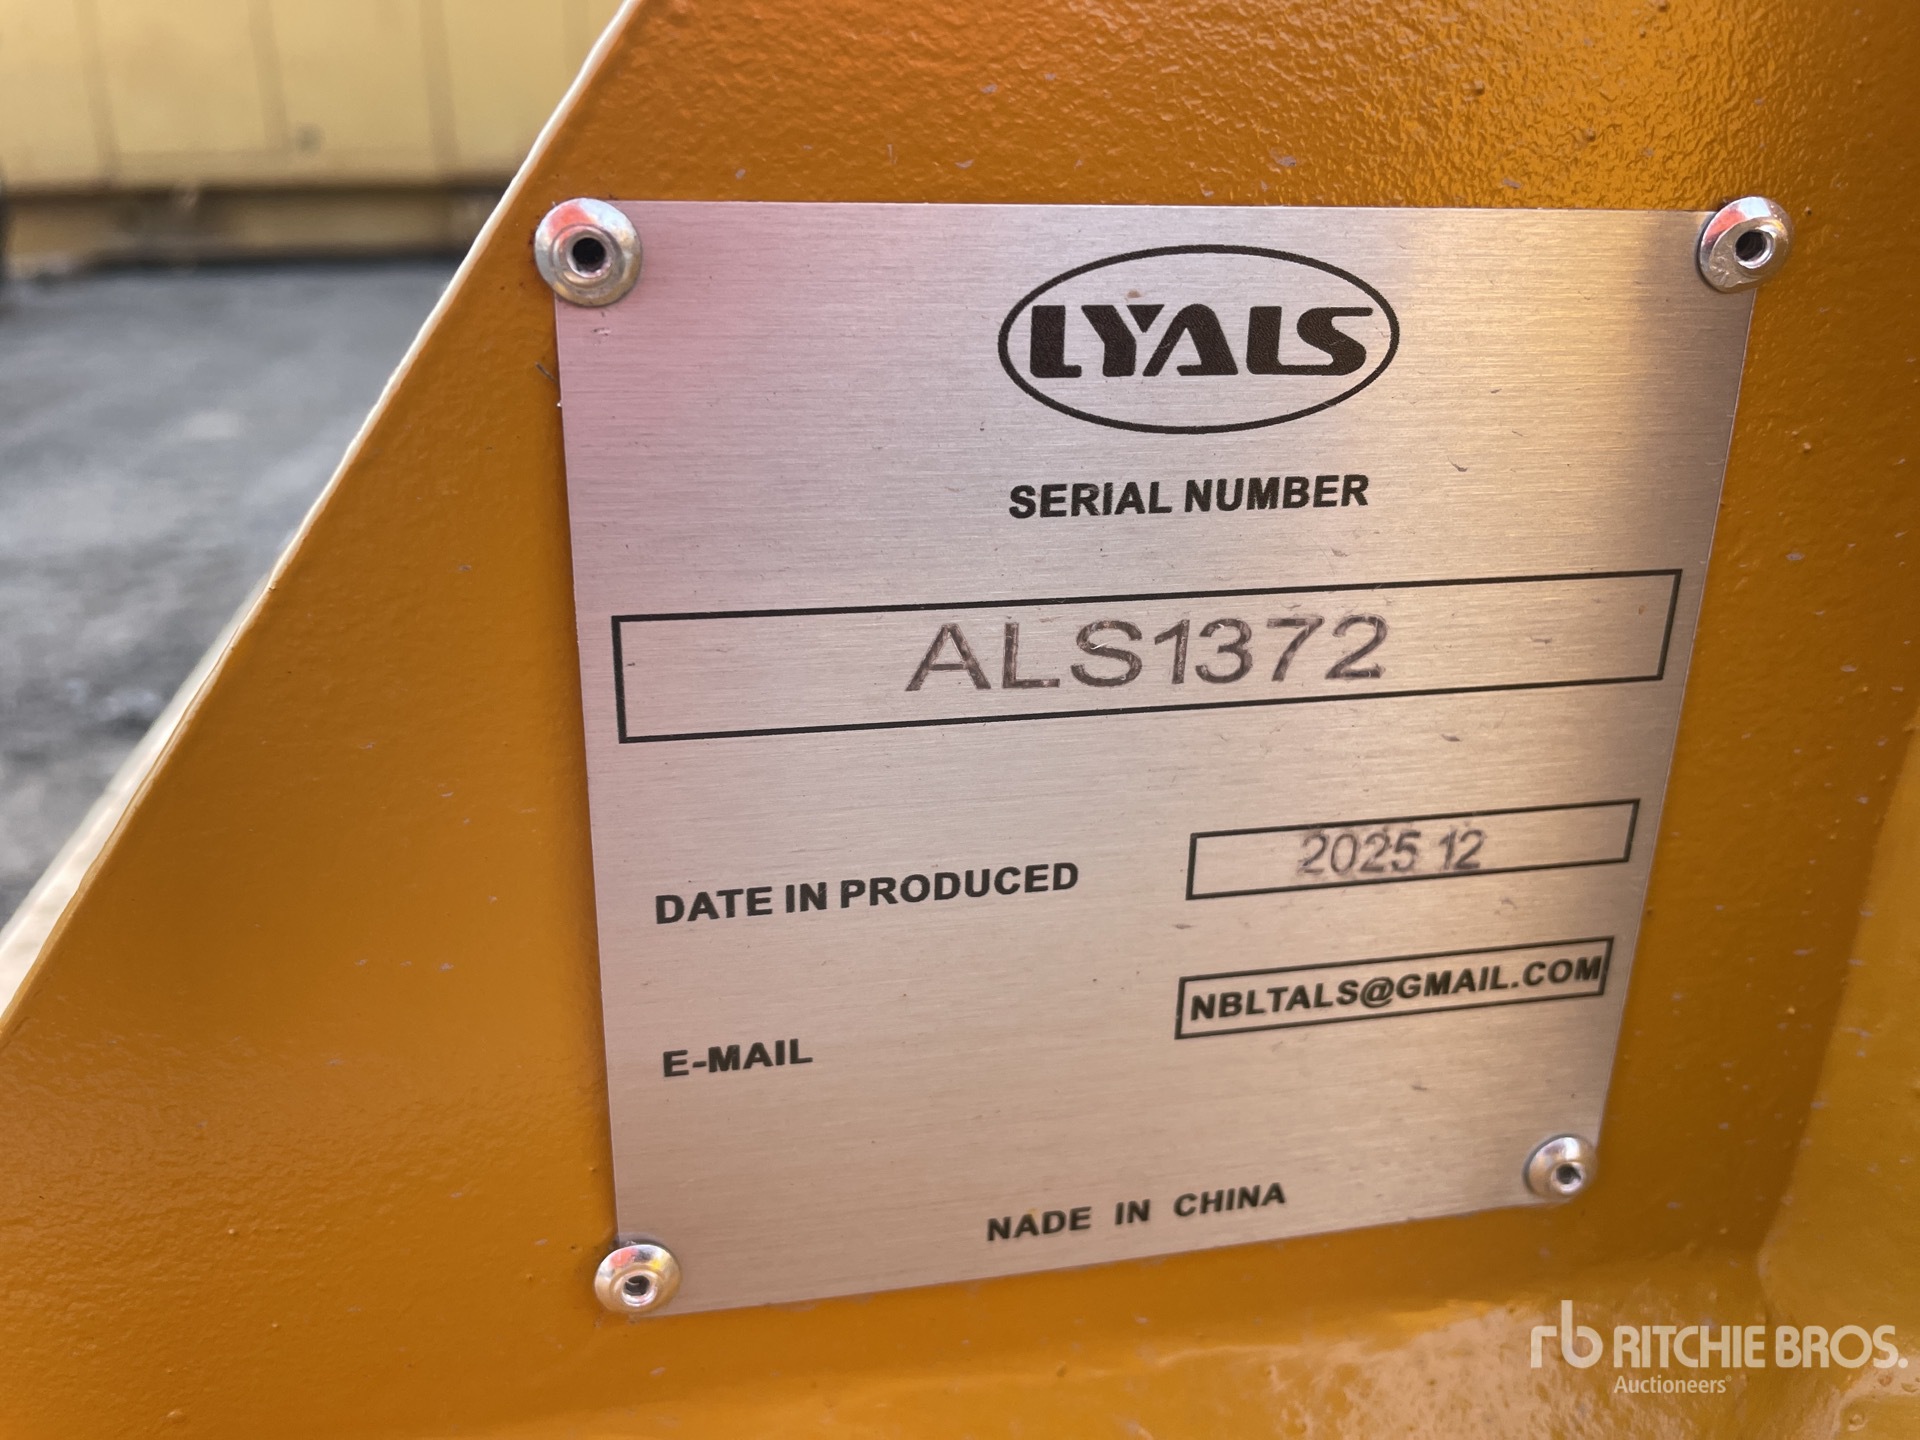 LYALS
SERIAL NUMBER
ALS1372
DATE IN PRODUCED 2025 12
E-MAIL NBLTALS@GMAIL.COM
NADE IN CHINA
rb RITCHIE BROS.
Auctioneers